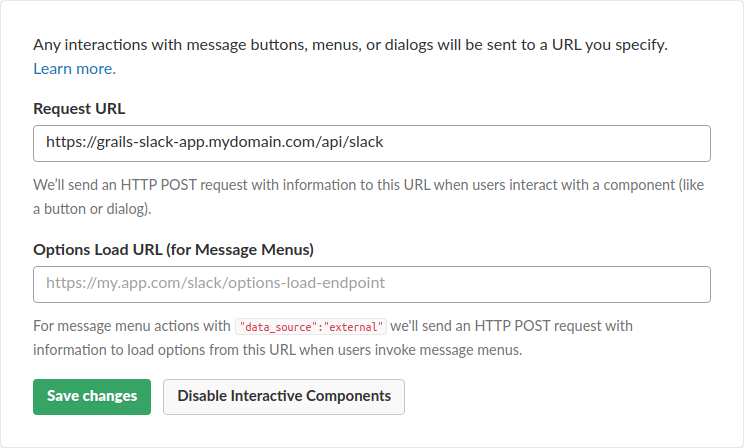 Any interactions with message buttons, menus, or dialogs will be sent to a URL you specify.
Learn more.
Request URL
https://grails-slack-app.mydomain.com/api/slack
We’ll send an HTTP POST request with information to this URL when users interact with a component (like
a button or dialog).
Options Load URL (for Message Menus)
https://my.app.com/slack/options-load-endpoint
For message menu actions with "data_source":"external" we'll send an HTTP POST request with
information to load options from this URL when users invoke message menus.
Save changes Disable Interactive Components